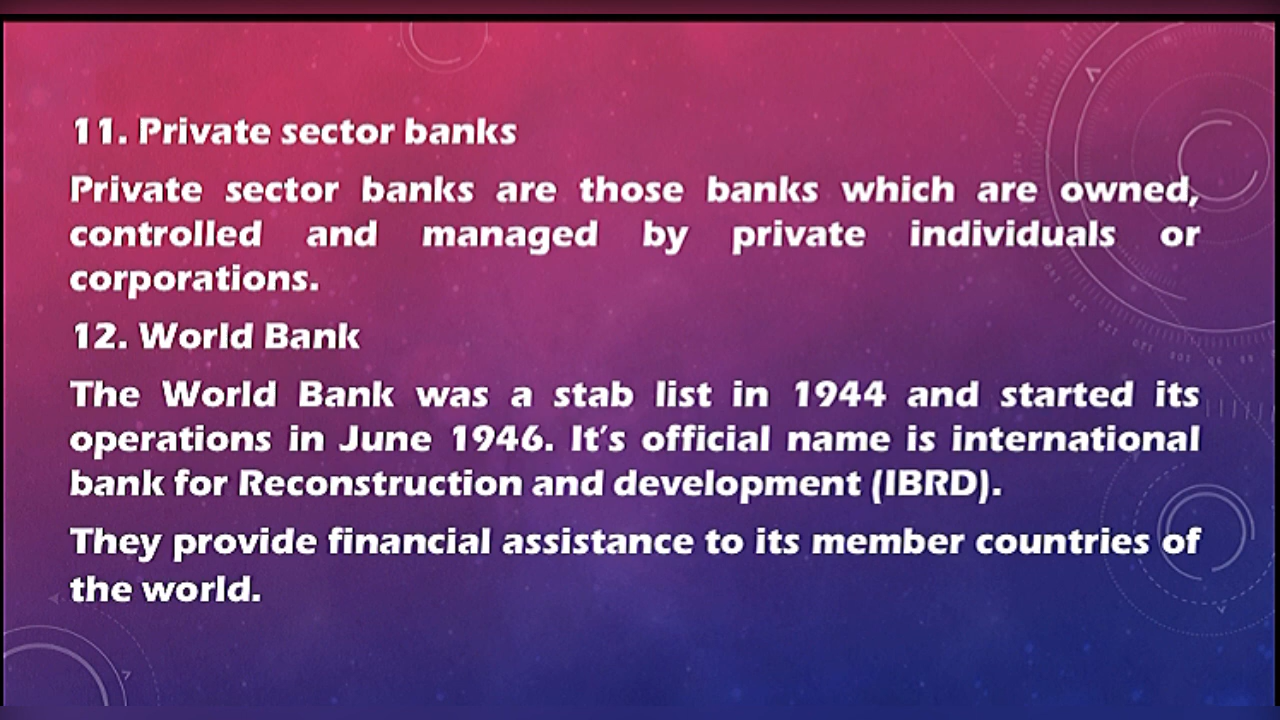 11. Private sector banks
Private sector banks are those banks which are owned,
controlled and managed by private individuals or
corporations.
12. World Bank
The World Bank was a stab list in 1944 and started its
operations in June 1946. It's official name is international
bank for Reconstruction and development (IBRD).
They provide financial assistance to its member countries of
the world.